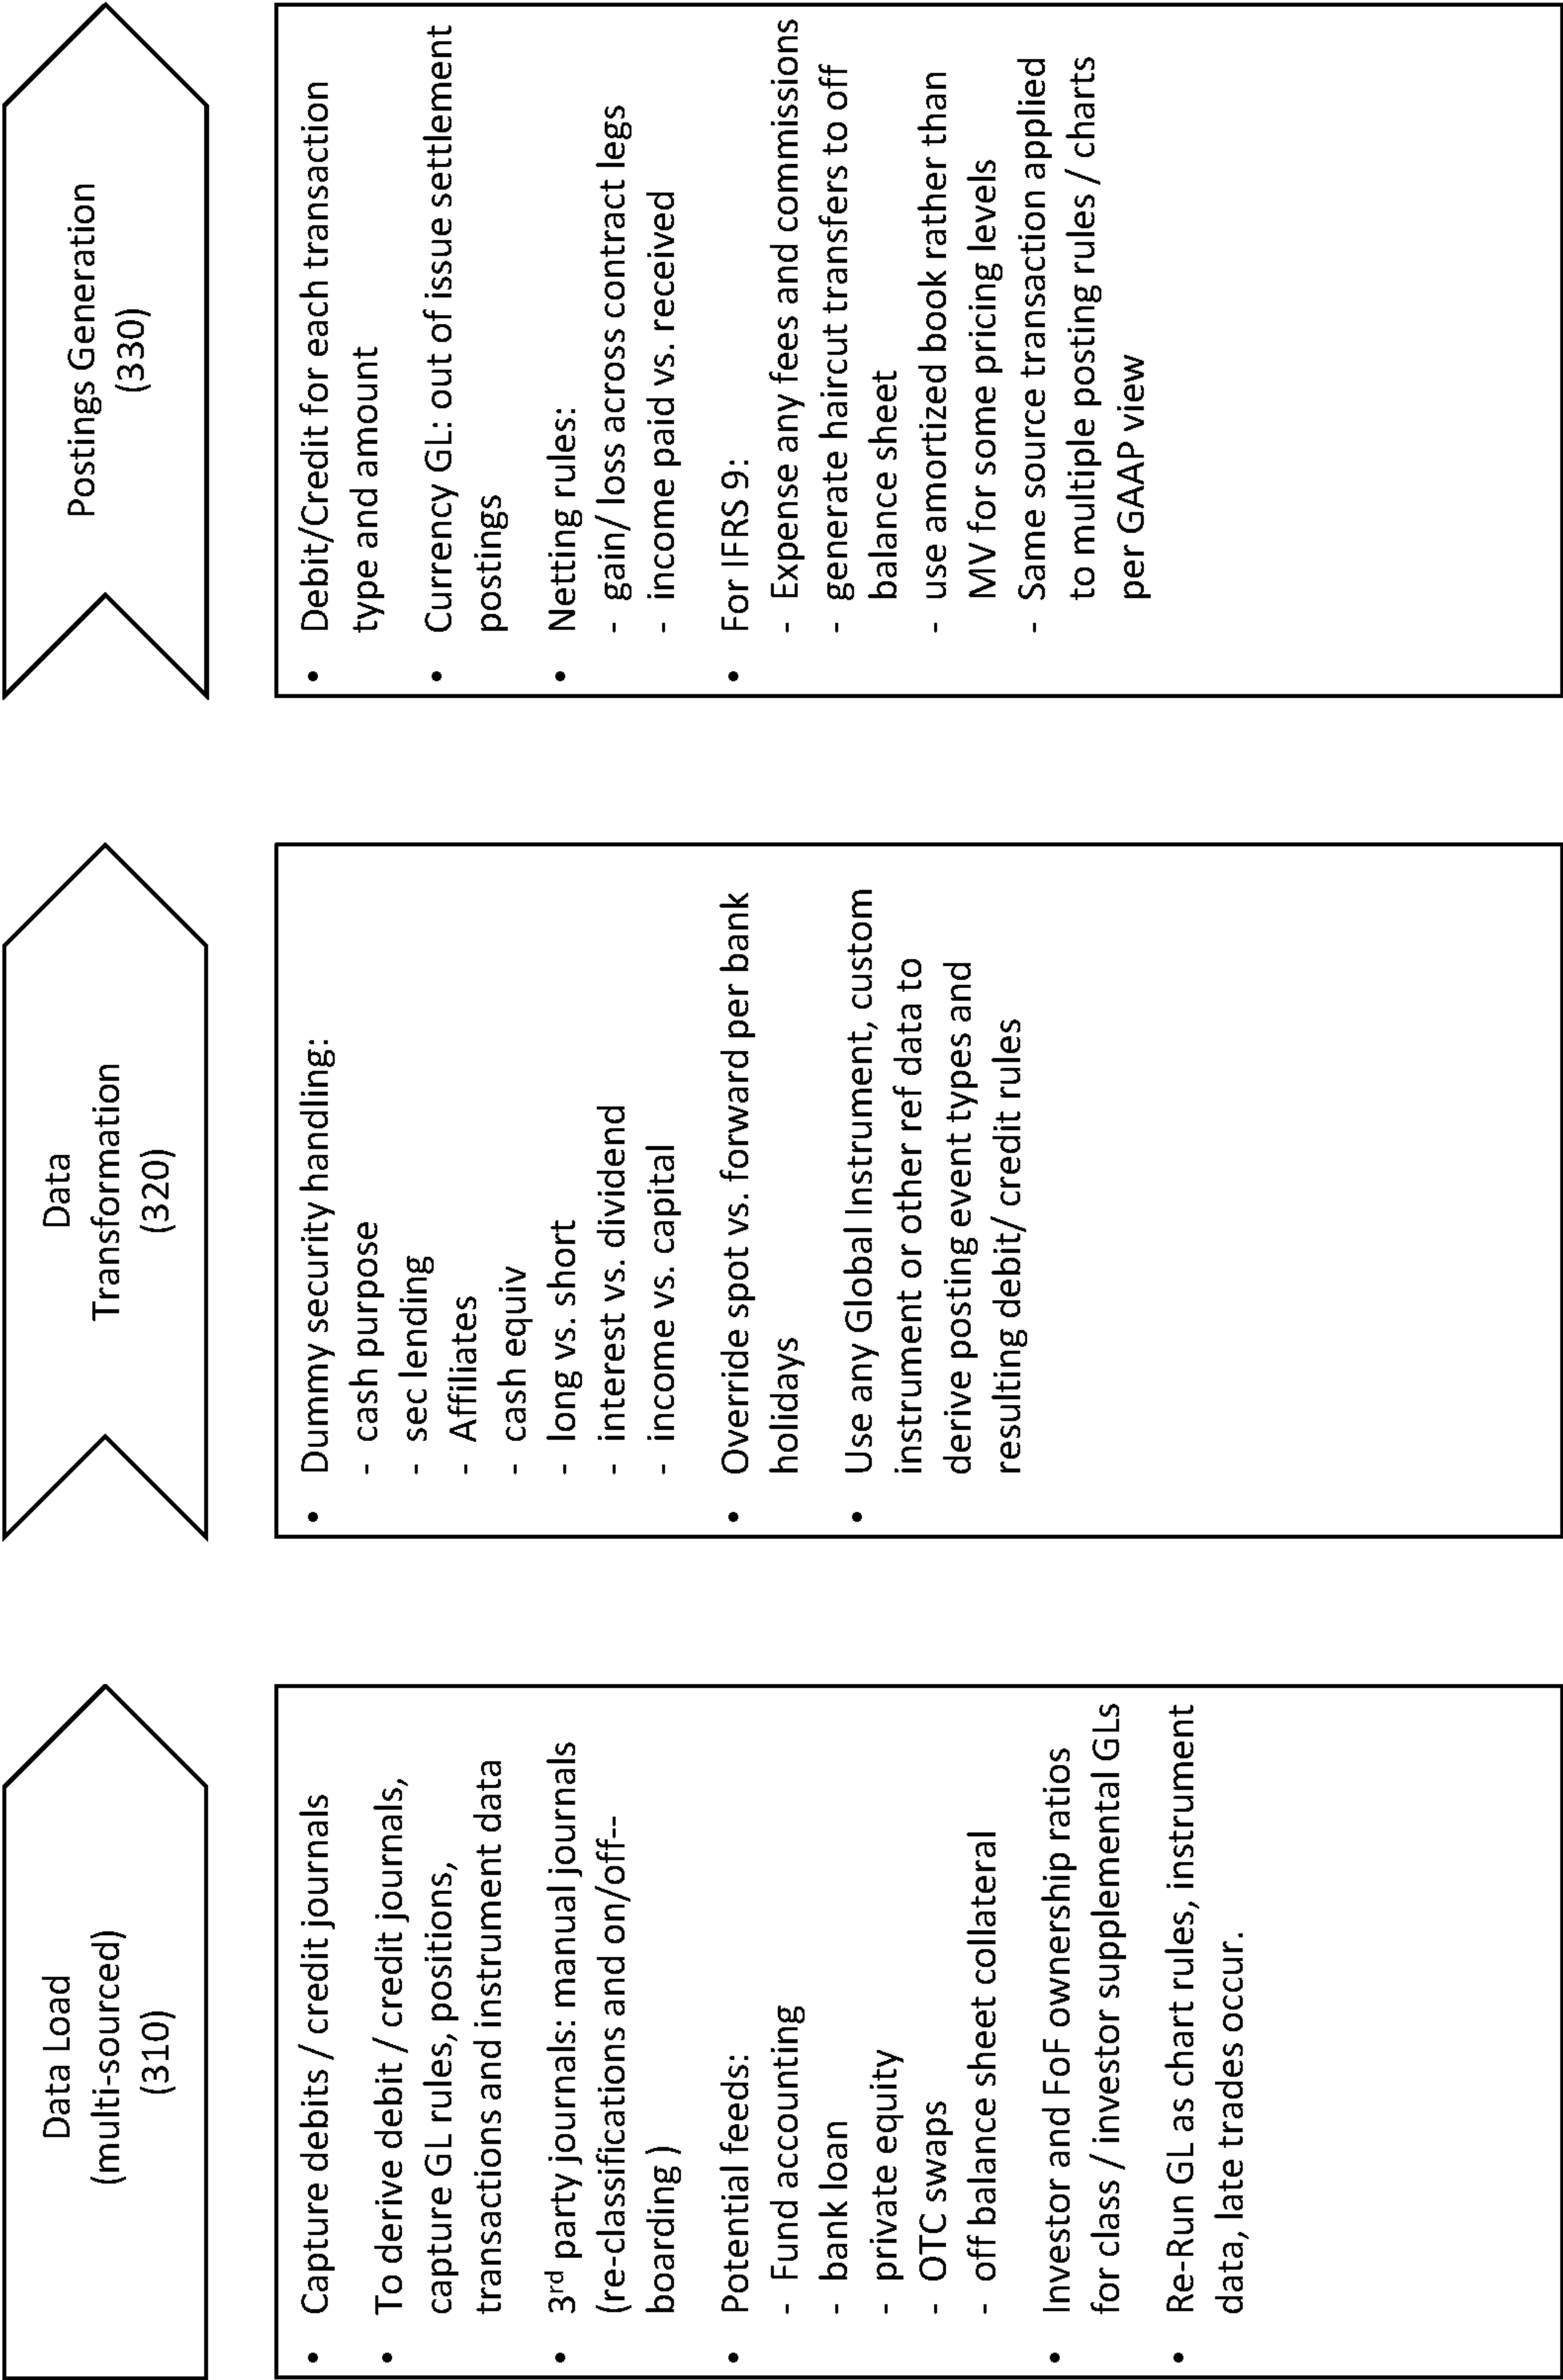 Data Load
(multi-sourced)
(310)
• Capture debits / credit journals
• To derive debit / credit journals,
capture GL rules, positions,
transactions and instrument data
• 3rd party journals: manual journals
(re-classifications and on/off--
boarding )
• Potential feeds:
- Fund accounting
- bank loan
- private equity
- OTC swaps
- off balance sheet collateral
• Investor and FoF ownership ratios
for class / investor supplemental GLs
• Re-Run GL as chart rules, instrument
data, late trades occur.
Data
Transformation
(320)
• Dummy security handling:
- cash purpose
- sec lending
- Affiliates
- cash equiv
- long vs. short
- interest vs. dividend
- income vs. capital
• Override spot vs. forward per bank
holidays
• Use any Global Instrument, custom
instrument or other ref data to
derive posting event types and
resulting debit/ credit rules
Postings Generation
(330)
• Debit/Credit for each transaction
type and amount
• Currency GL: out of issue settlement
postings
• Netting rules:
- gain/ loss across contract legs
- income paid vs. received
• For IFRS 9:
- Expense any fees and commissions
- generate haircut transfers to off
balance sheet
- use amortized book rather than
MV for some pricing levels
- Same source transaction applied
to multiple posting rules / charts
per GAAP view